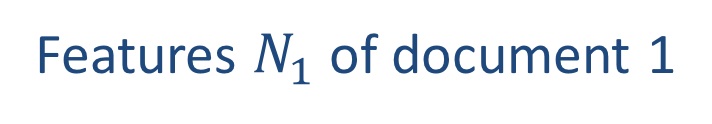 Features N₁ of document 1